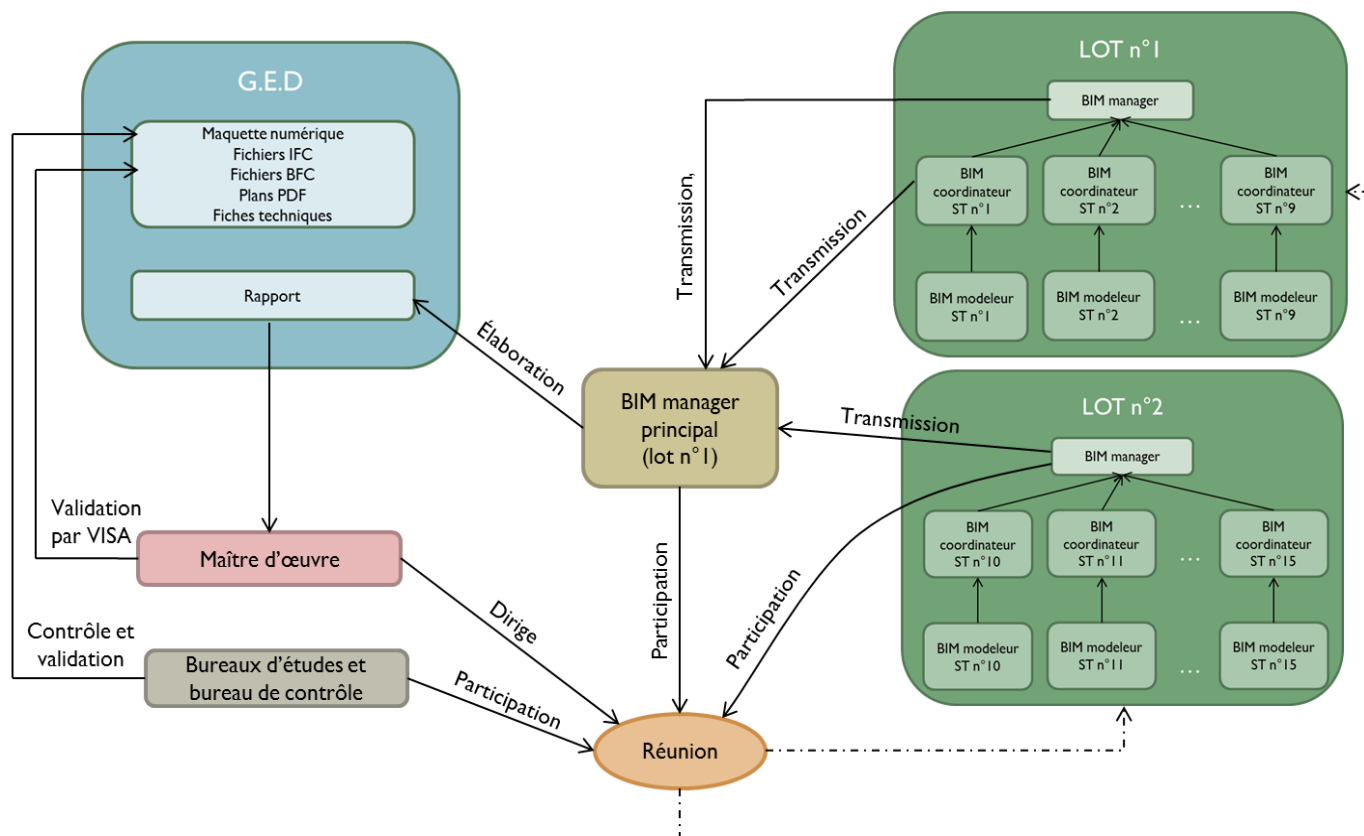 G.E.D
Maquette numérique
Fichiers IFC
Fichiers BFC
Plans PDF
Fiches techniques
Rapport
Validation
par VISA
Maître d'œuvre
Contrôle et
validation
Bureaux d'études et
bureau de contrôle
Élaboration
Dirige
Participation
Transmission,
Transmission
BIM manager
principal
(lot n°1)
Transmission
Participation
Participation
Réunion
LOT n°1
BIM manager
BIM
coordinateur
ST n°1
BIM
coordinateur
ST n°2
...
BIM
coordinateur
ST n°9
BIM modeleur
ST n°1
BIM modeleur
ST n°2
...
BIM modeleur
ST n°9
LOT n°2
BIM manager
BIM
coordinateur
ST n°10
BIM
coordinateur
ST n°11
...
BIM
coordinateur
ST n°15
BIM modeleur
ST n°10
BIM modeleur
ST n°11
...
BIM modeleur
ST n°15